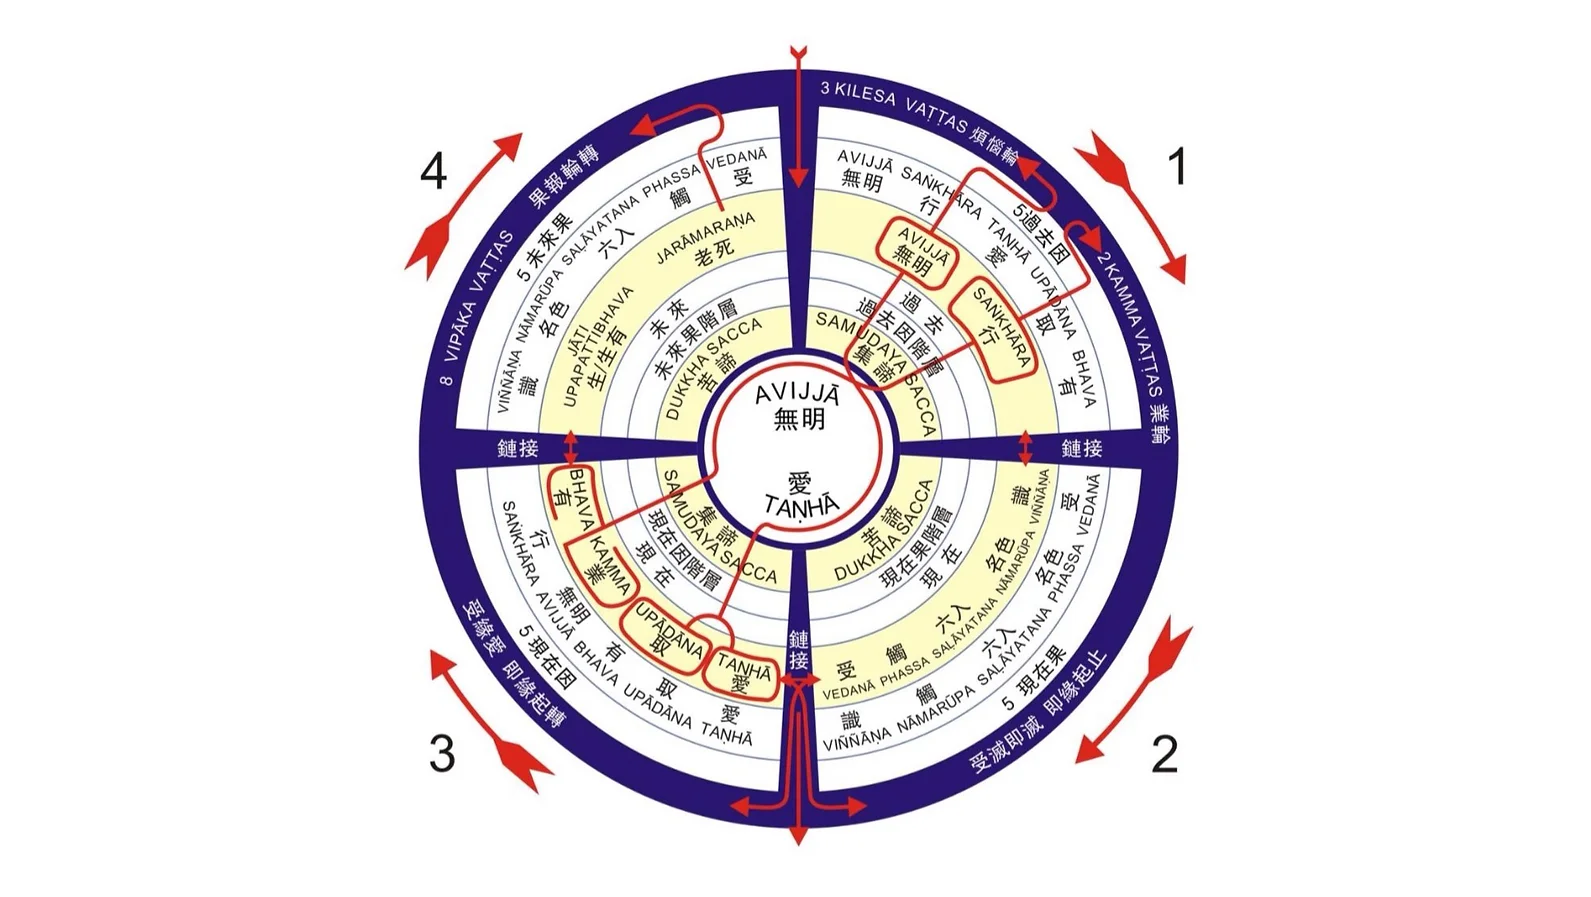 1
3 KILESA VAṬṬAS 煩惱輪
2 KAMMA VAṬṬAS 業輪
5過去因
AVIJJĀ SAṄKHĀRA TAṆHĀ UPĀDĀNA BHAVA
無明 行 愛 取 有
AVIJJĀ
無明
SAṄKHĀRA
行
過去
過去因階層
SAMUDAYA SACCA
集諦
鏈接
2
受滅即滅 即緣起止
5 現在果
受 VEDANĀ
名色 PHASSA
六入 SAḶĀYATANA
觸 NĀMARŪPA
識 VIÑÑĀṆA
識 VIÑÑĀṆA
名色 NĀMARŪPA
六入 SAḶĀYATANA
觸 PHASSA
受 VEDANĀ
現在
現在果階層
苦諦
DUKKHA SACCA
鏈接
3
受緣愛 即緣起轉
5 現在因
行 無明 有 取 愛
SAṄKHĀRA AVIJJĀ BHAVA UPĀDĀNA TAṆHĀ
BHAVA
有
KAMMA
業
UPĀDĀNA
取
TAṆHĀ
愛
現在
現在因階層
集諦
SAMUDAYA SACCA
鏈接
4
8 VIPĀKA VAṬṬAS 果報輪轉
5 未來果
VIÑÑĀṆA NĀMARŪPA SAḶĀYATANA PHASSA VEDANĀ
識 名色 六入 觸 受
JĀTI
UPAPATTIBHAVA
生/生有
JARĀMARAṆA
老死
未來
未來果階層
DUKKHA SACCA
苦諦
AVIJJĀ
無明
愛
TAṆHĀ